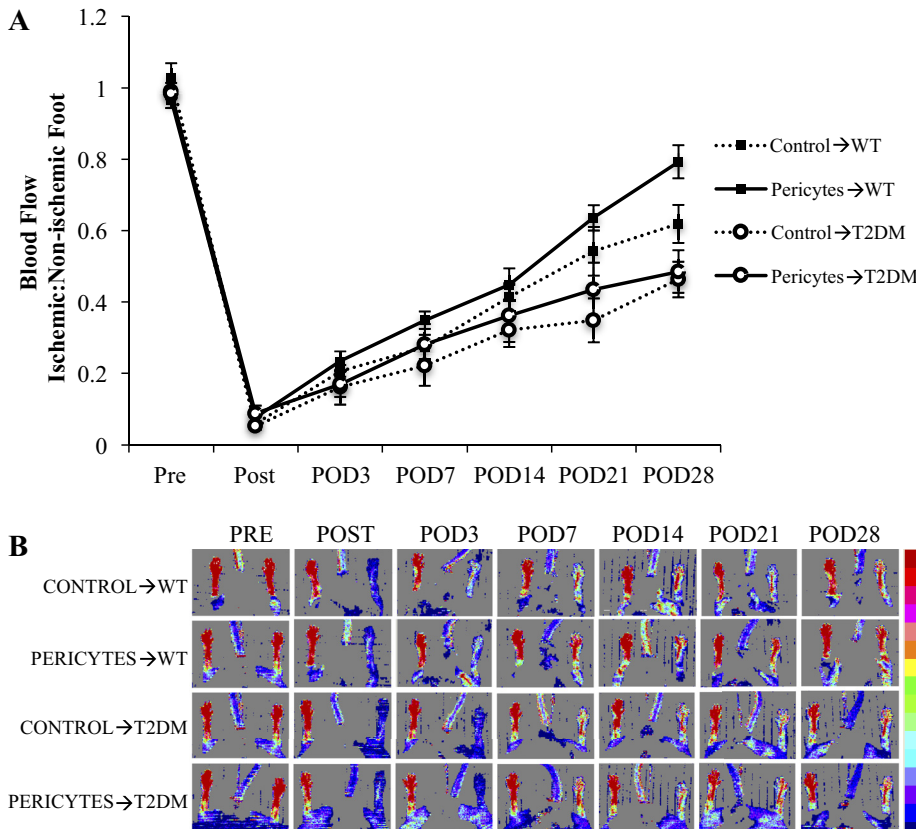 A
1.2
1
0.8
0.6
0.4
0.2
0
Blood Flow
Ischemic:Non-ischemic Foot
Pre Post POD3 POD7 POD14 POD21 POD28
Control→WT
Pericytes→WT
Control→T2DM
Pericytes→T2DM
B
PRE POST POD3 POD7 POD14 POD21 POD28
CONTROL→WT
PERICYTES→WT
CONTROL→T2DM
PERICYTES→T2DM